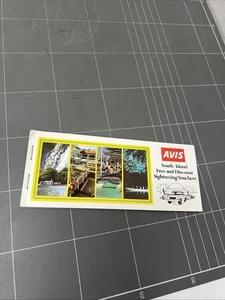 AVIS
South Island
Free and Discount
Sightseeing Vouchers